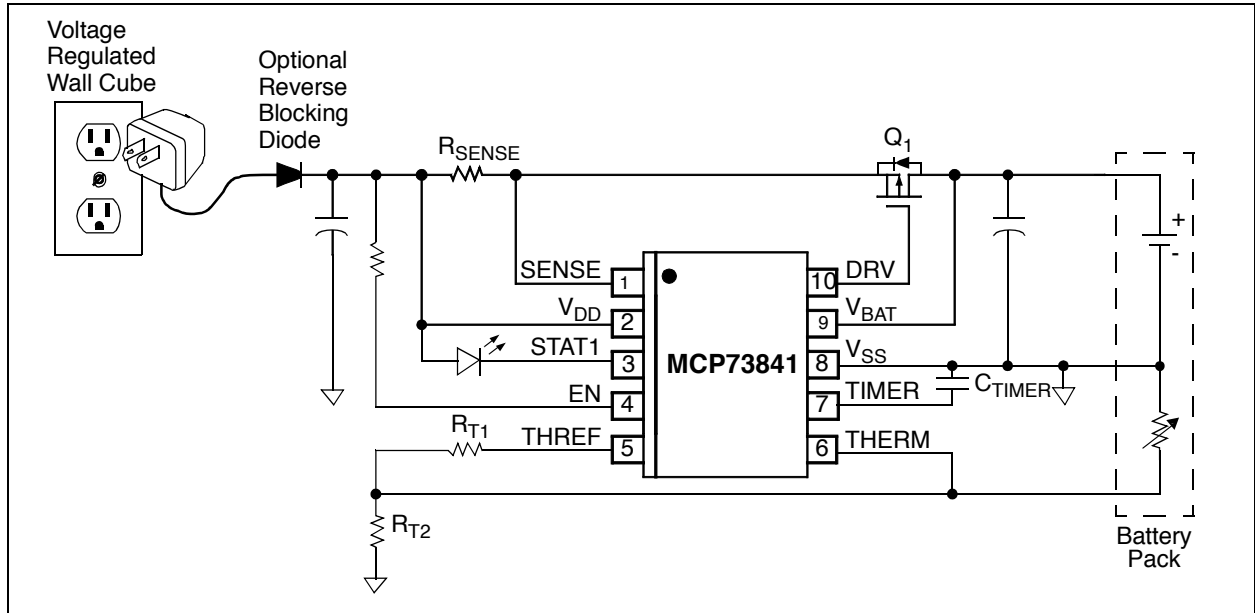 Voltage
Regulated
Wall Cube
Optional
Reverse
Blocking
Diode
RSENSE
Q1
SENSE
1
VDD
2
STAT1
3
EN
4
RT1
THREF
5
MCP73841
10
DRV
9
VBAT
8
VSS
7
TIMER
CTIMER
6
THERM
+
-
RT2
Battery
Pack